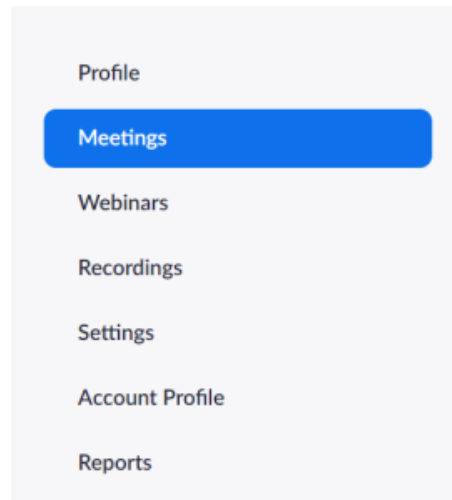 Profile
Meetings
Webinars
Recordings
Settings
Account Profile
Reports